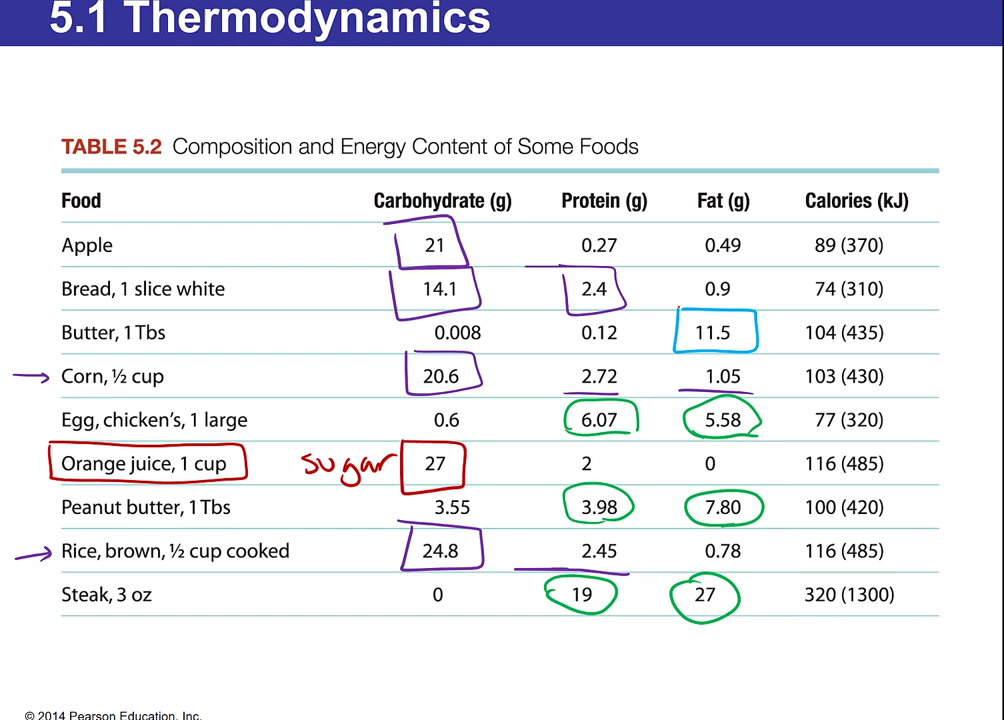 5.1 Thermodynamics
TABLE 5.2 Composition and Energy Content of Some Foods
Food Carbohydrate (g) Protein (g) Fat (g) Calories (kJ)
Apple 21 0.27 0.49 89 (370)
Bread, 1 slice white 14.1 2.4 0.9 74 (310)
Butter, 1 Tbs 0.008 0.12 11.5 104 (435)
Corn, ½ cup 20.6 2.72 1.05 103 (430)
Egg, chicken's, 1 large 0.6 6.07 5.58 77 (320)
Orange juice, 1 cup sugar 27 2 0 116 (485)
Peanut butter, 1 Tbs 3.55 3.98 7.80 100 (420)
Rice, brown, ½ cup cooked 24.8 2.45 0.78 116 (485)
Steak, 3 oz 0 19 27 320 (1300)
© 2014 Pearson Education, Inc.